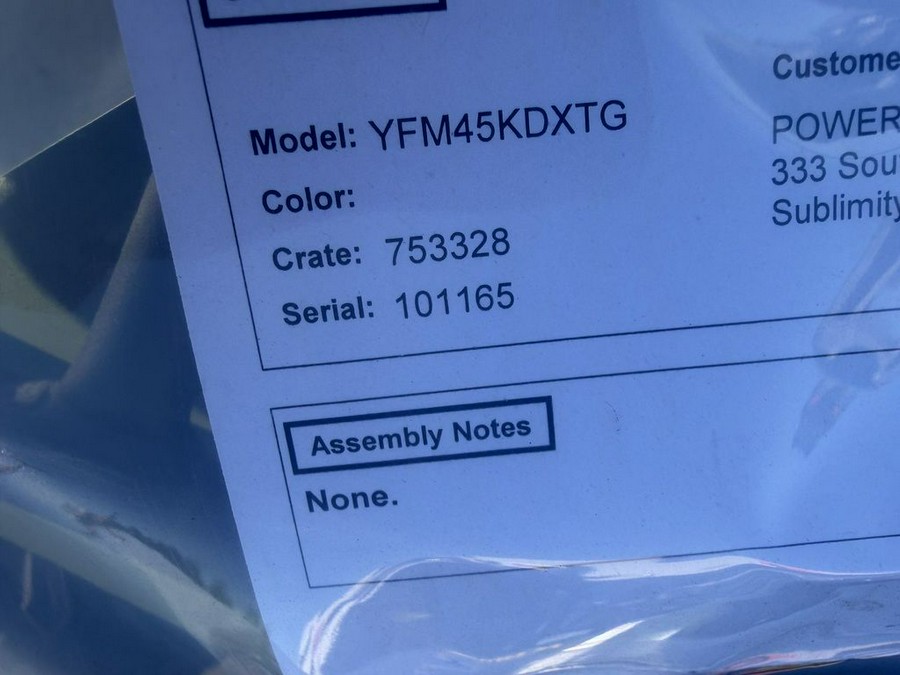 Model: YFM45KDXTG
Color:
Crate: 753328
Serial: 101165
Custome
POWER
333 Sou
Sublimity
Assembly Notes
None.